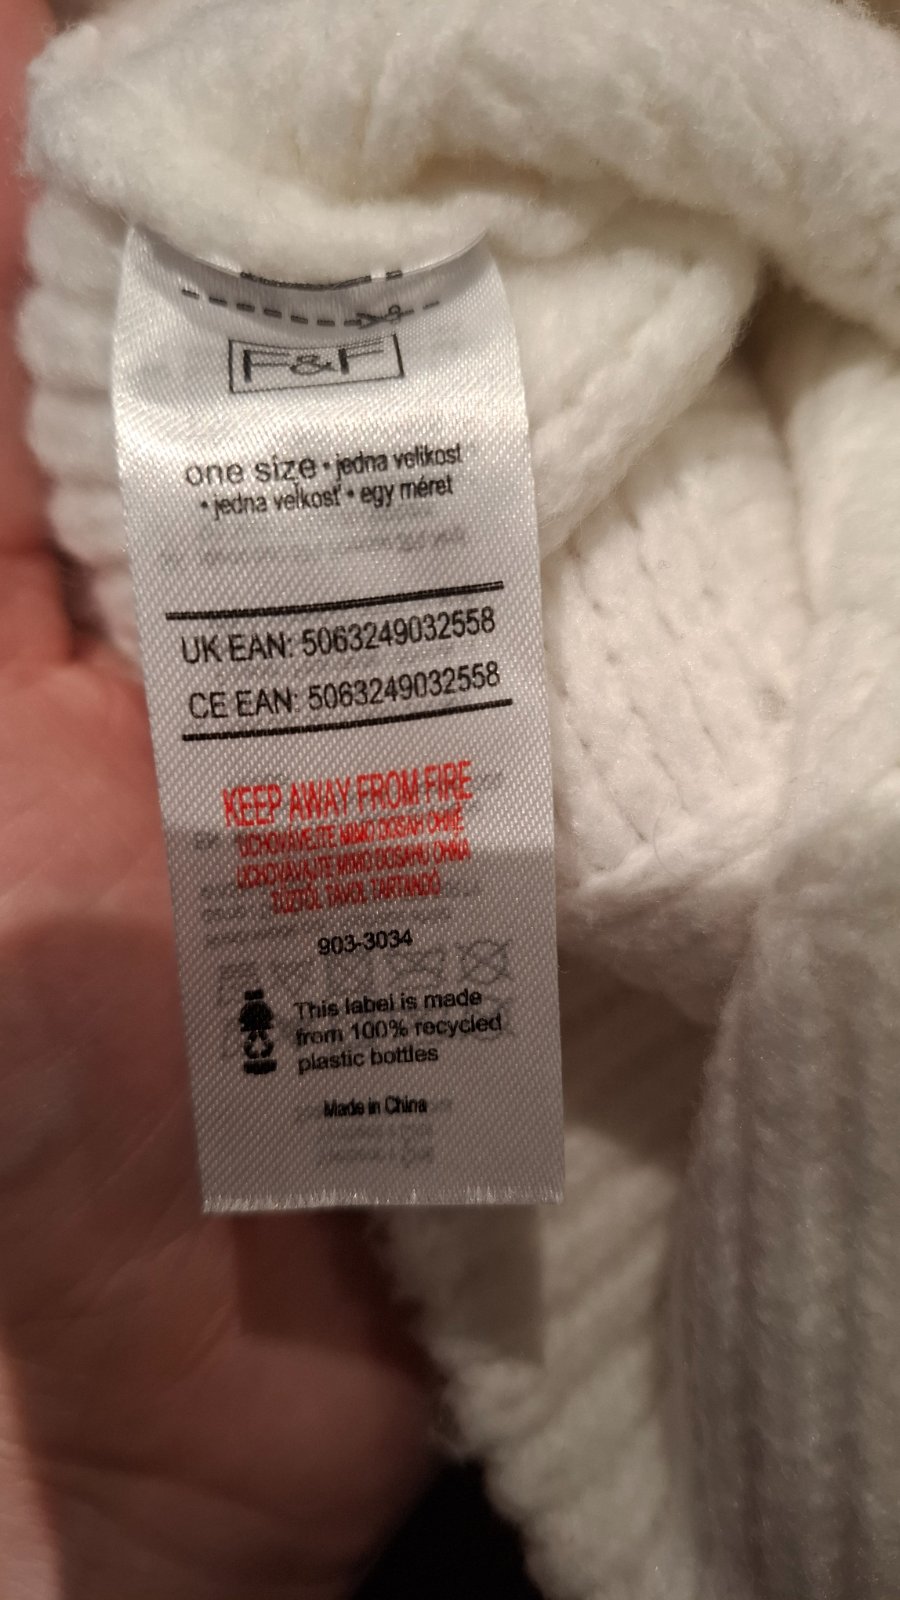 F&F
one size • jedna velikost
• jedna veľkosť • egy méret
UK EAN: 5063249032558
CE EAN: 5063249032558
KEEP AWAY FROM FIRE
UCHOVÁVEJTE MIMO DOSAH OHNĚ
UCHOVÁVAJTE MIMO DOSAHU OHŇA
TŰZTŐL TÁVOL TARTANDÓ
903-3034
This label is made
from 100% recycled
plastic bottles
Made in China